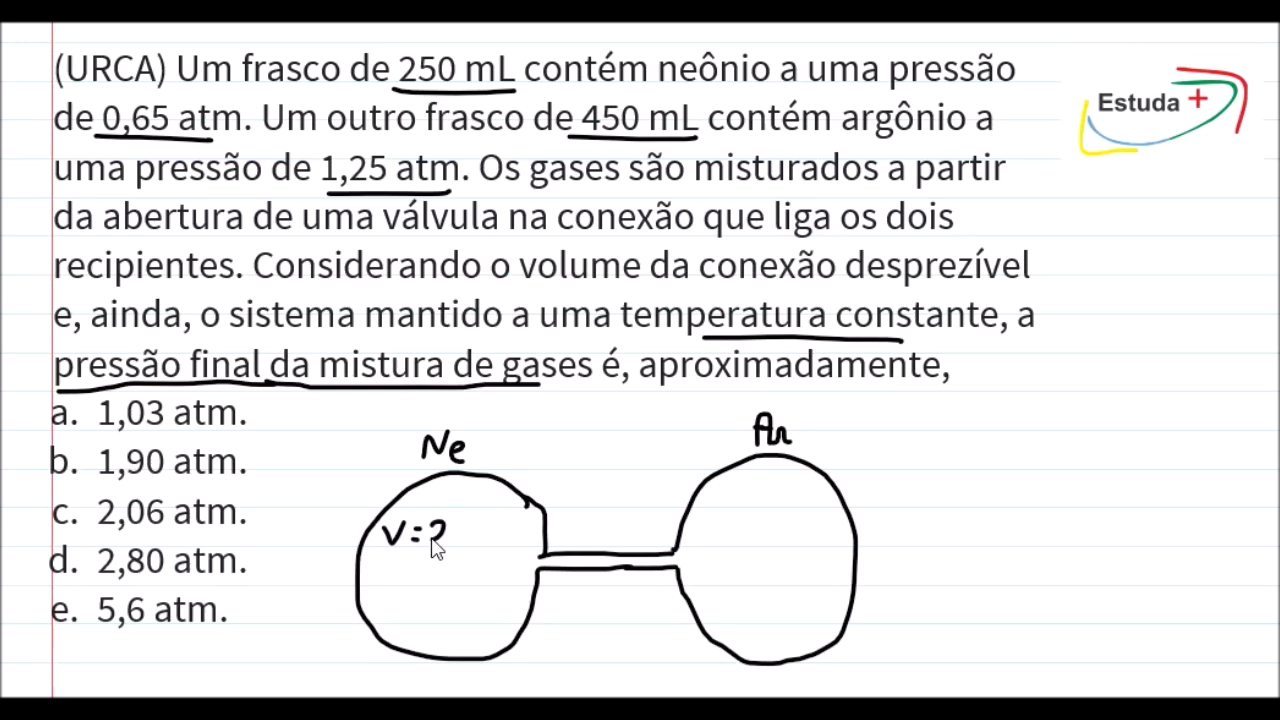 (URCA) Um frasco de 250 mL contém neônio a uma pressão
de 0,65 atm. Um outro frasco de 450 mL contém argônio a
uma pressão de 1,25 atm. Os gases são misturados a partir
da abertura de uma válvula na conexão que liga os dois
recipientes. Considerando o volume da conexão desprezível
e, ainda, o sistema mantido a uma temperatura constante, a
pressão final da mistura de gases é, aproximadamente,
a. 1,03 atm.
b. 1,90 atm.
c. 2,06 atm.
d. 2,80 atm.
e. 5,6 atm.
Estuda +
Ne
Ar
V=2